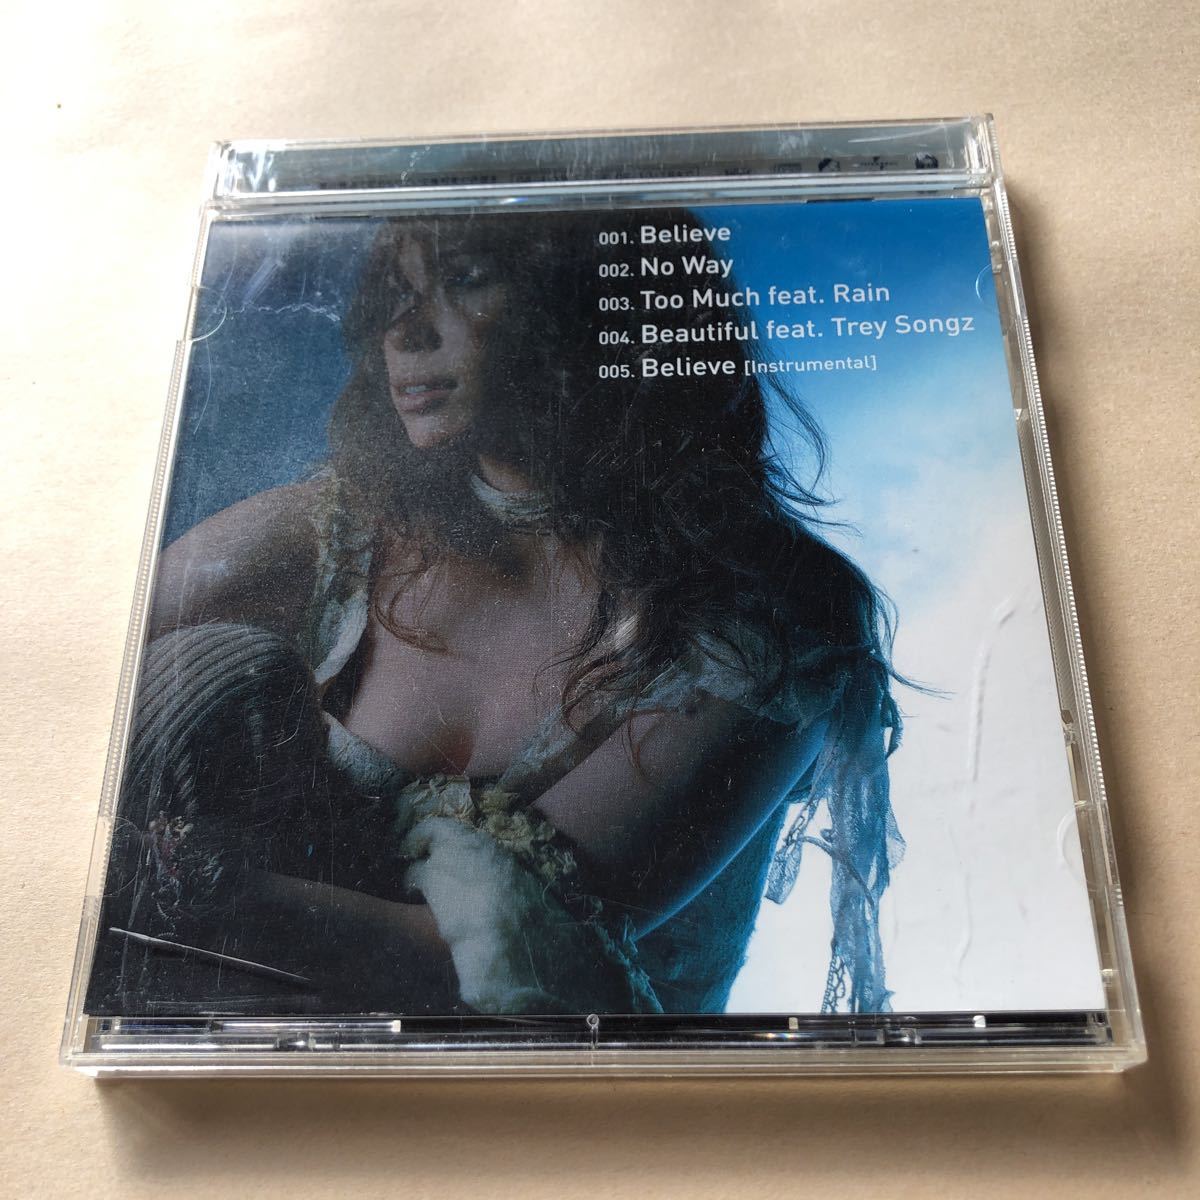 001. Believe
002. No Way
003. Too Much feat. Rain
004. Beautiful feat. Trey Songz
005. Believe [Instrumental]